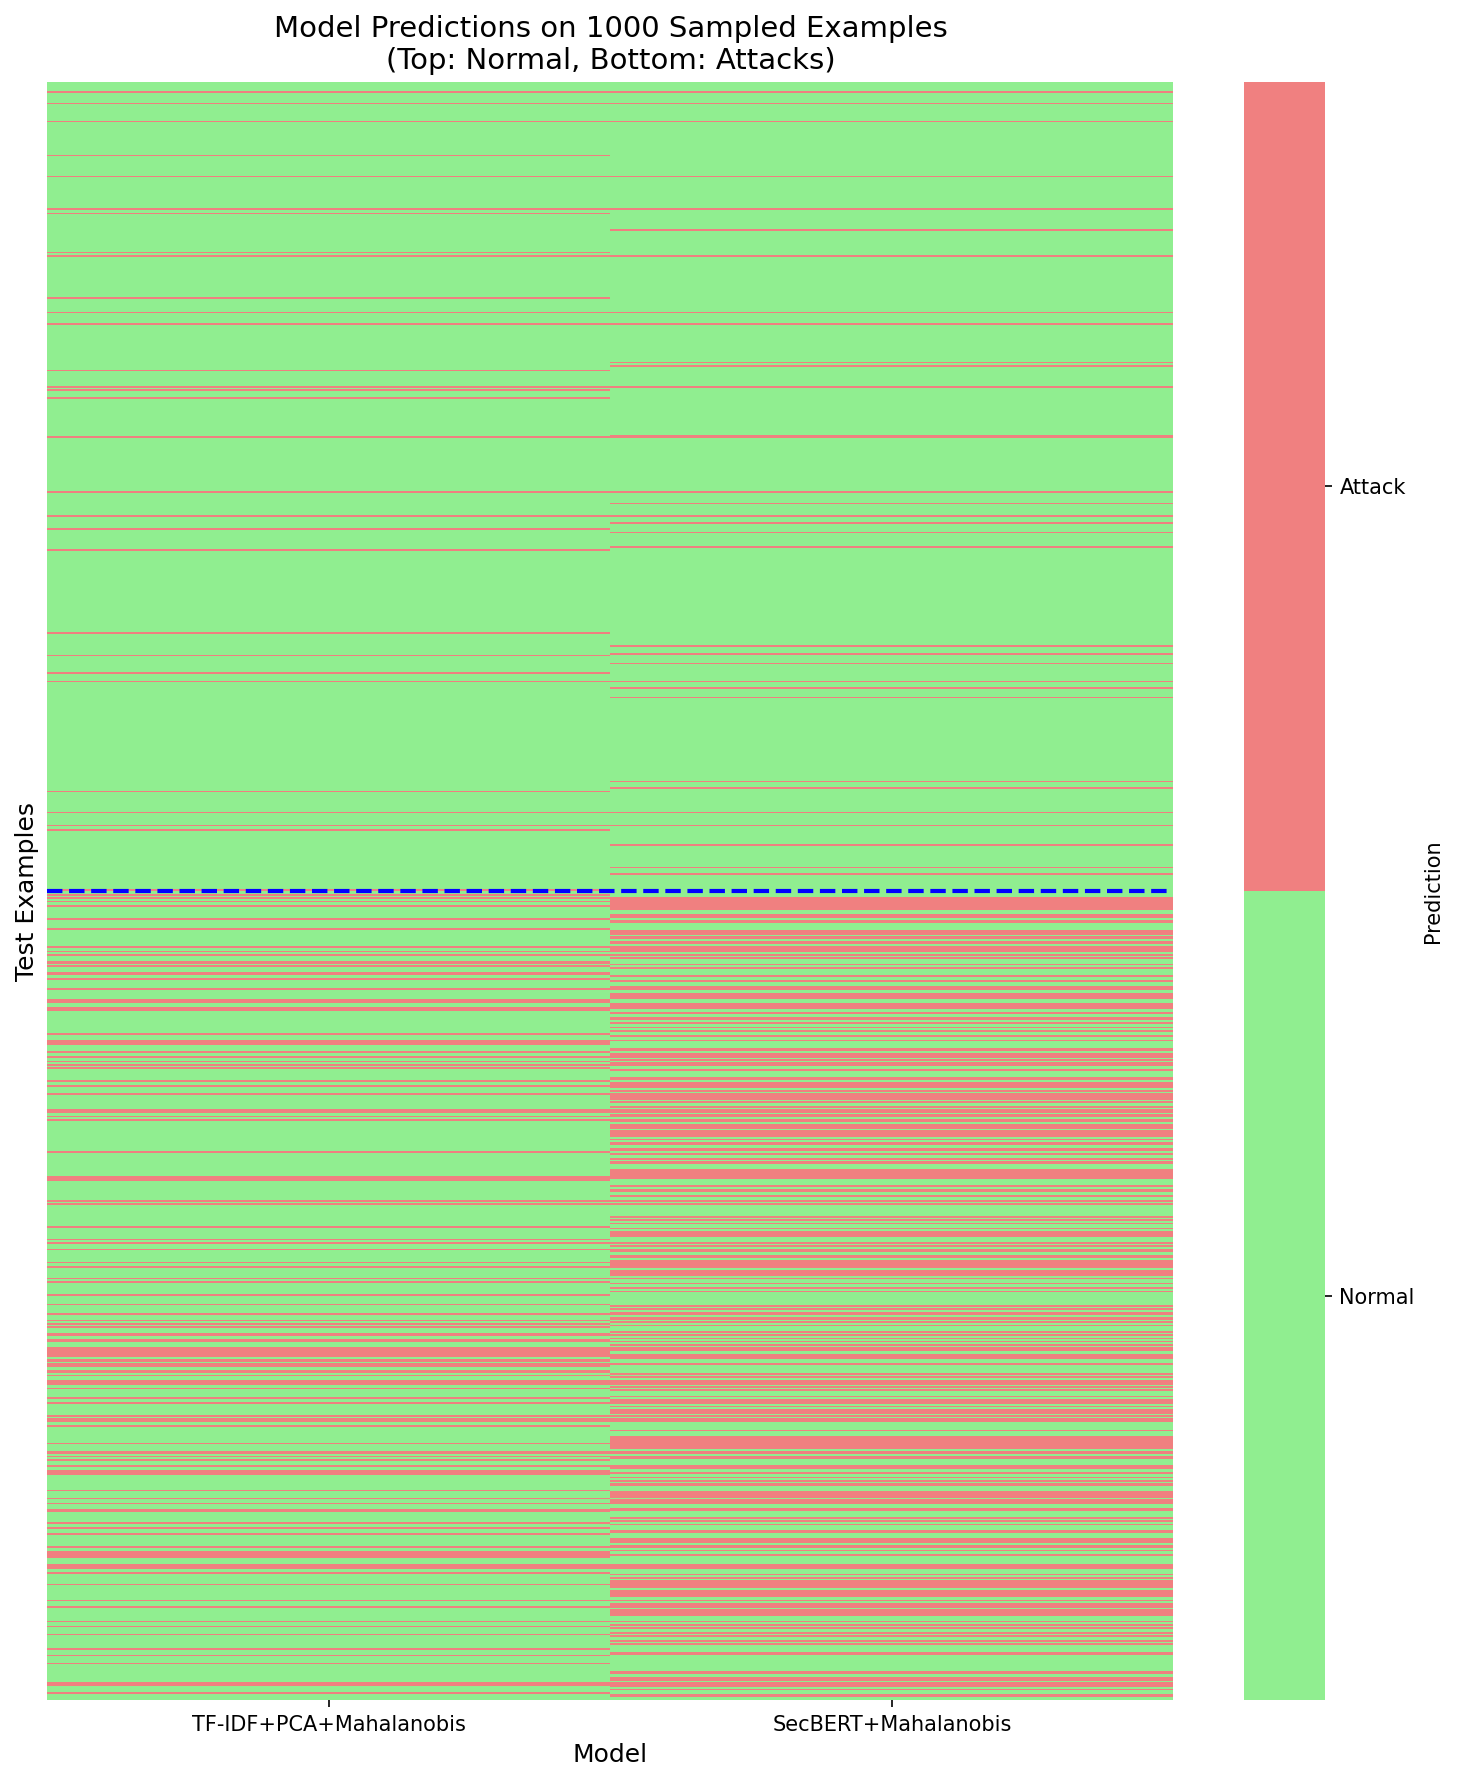 Model Predictions on 1000 Sampled Examples
(Top: Normal, Bottom: Attacks)
Test Examples
TF-IDF+PCA+Mahalanobis
SecBERT+Mahalanobis
Model
Attack
Normal
Prediction